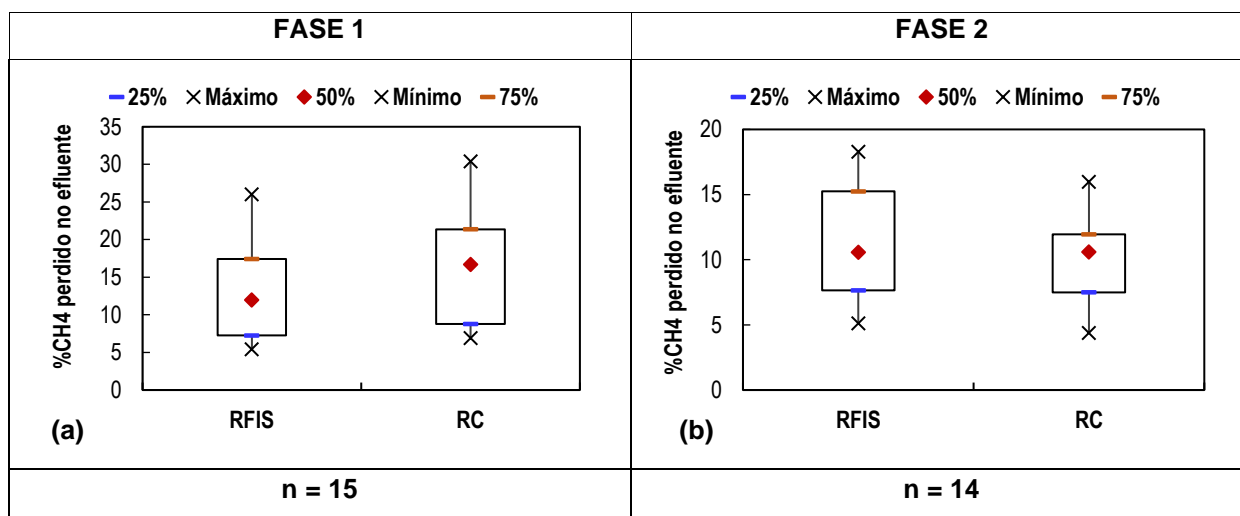 FASE 1
FASE 2
25% Máximo 50% Mínimo 75%
%CH4 perdido no efluente
35
30
25
20
15
10
5
0
RFIS RC
(a)
25% Máximo 50% Mínimo 75%
%CH4 perdido no efluente
20
15
10
5
0
RFIS RC
(b)
n = 15
n = 14